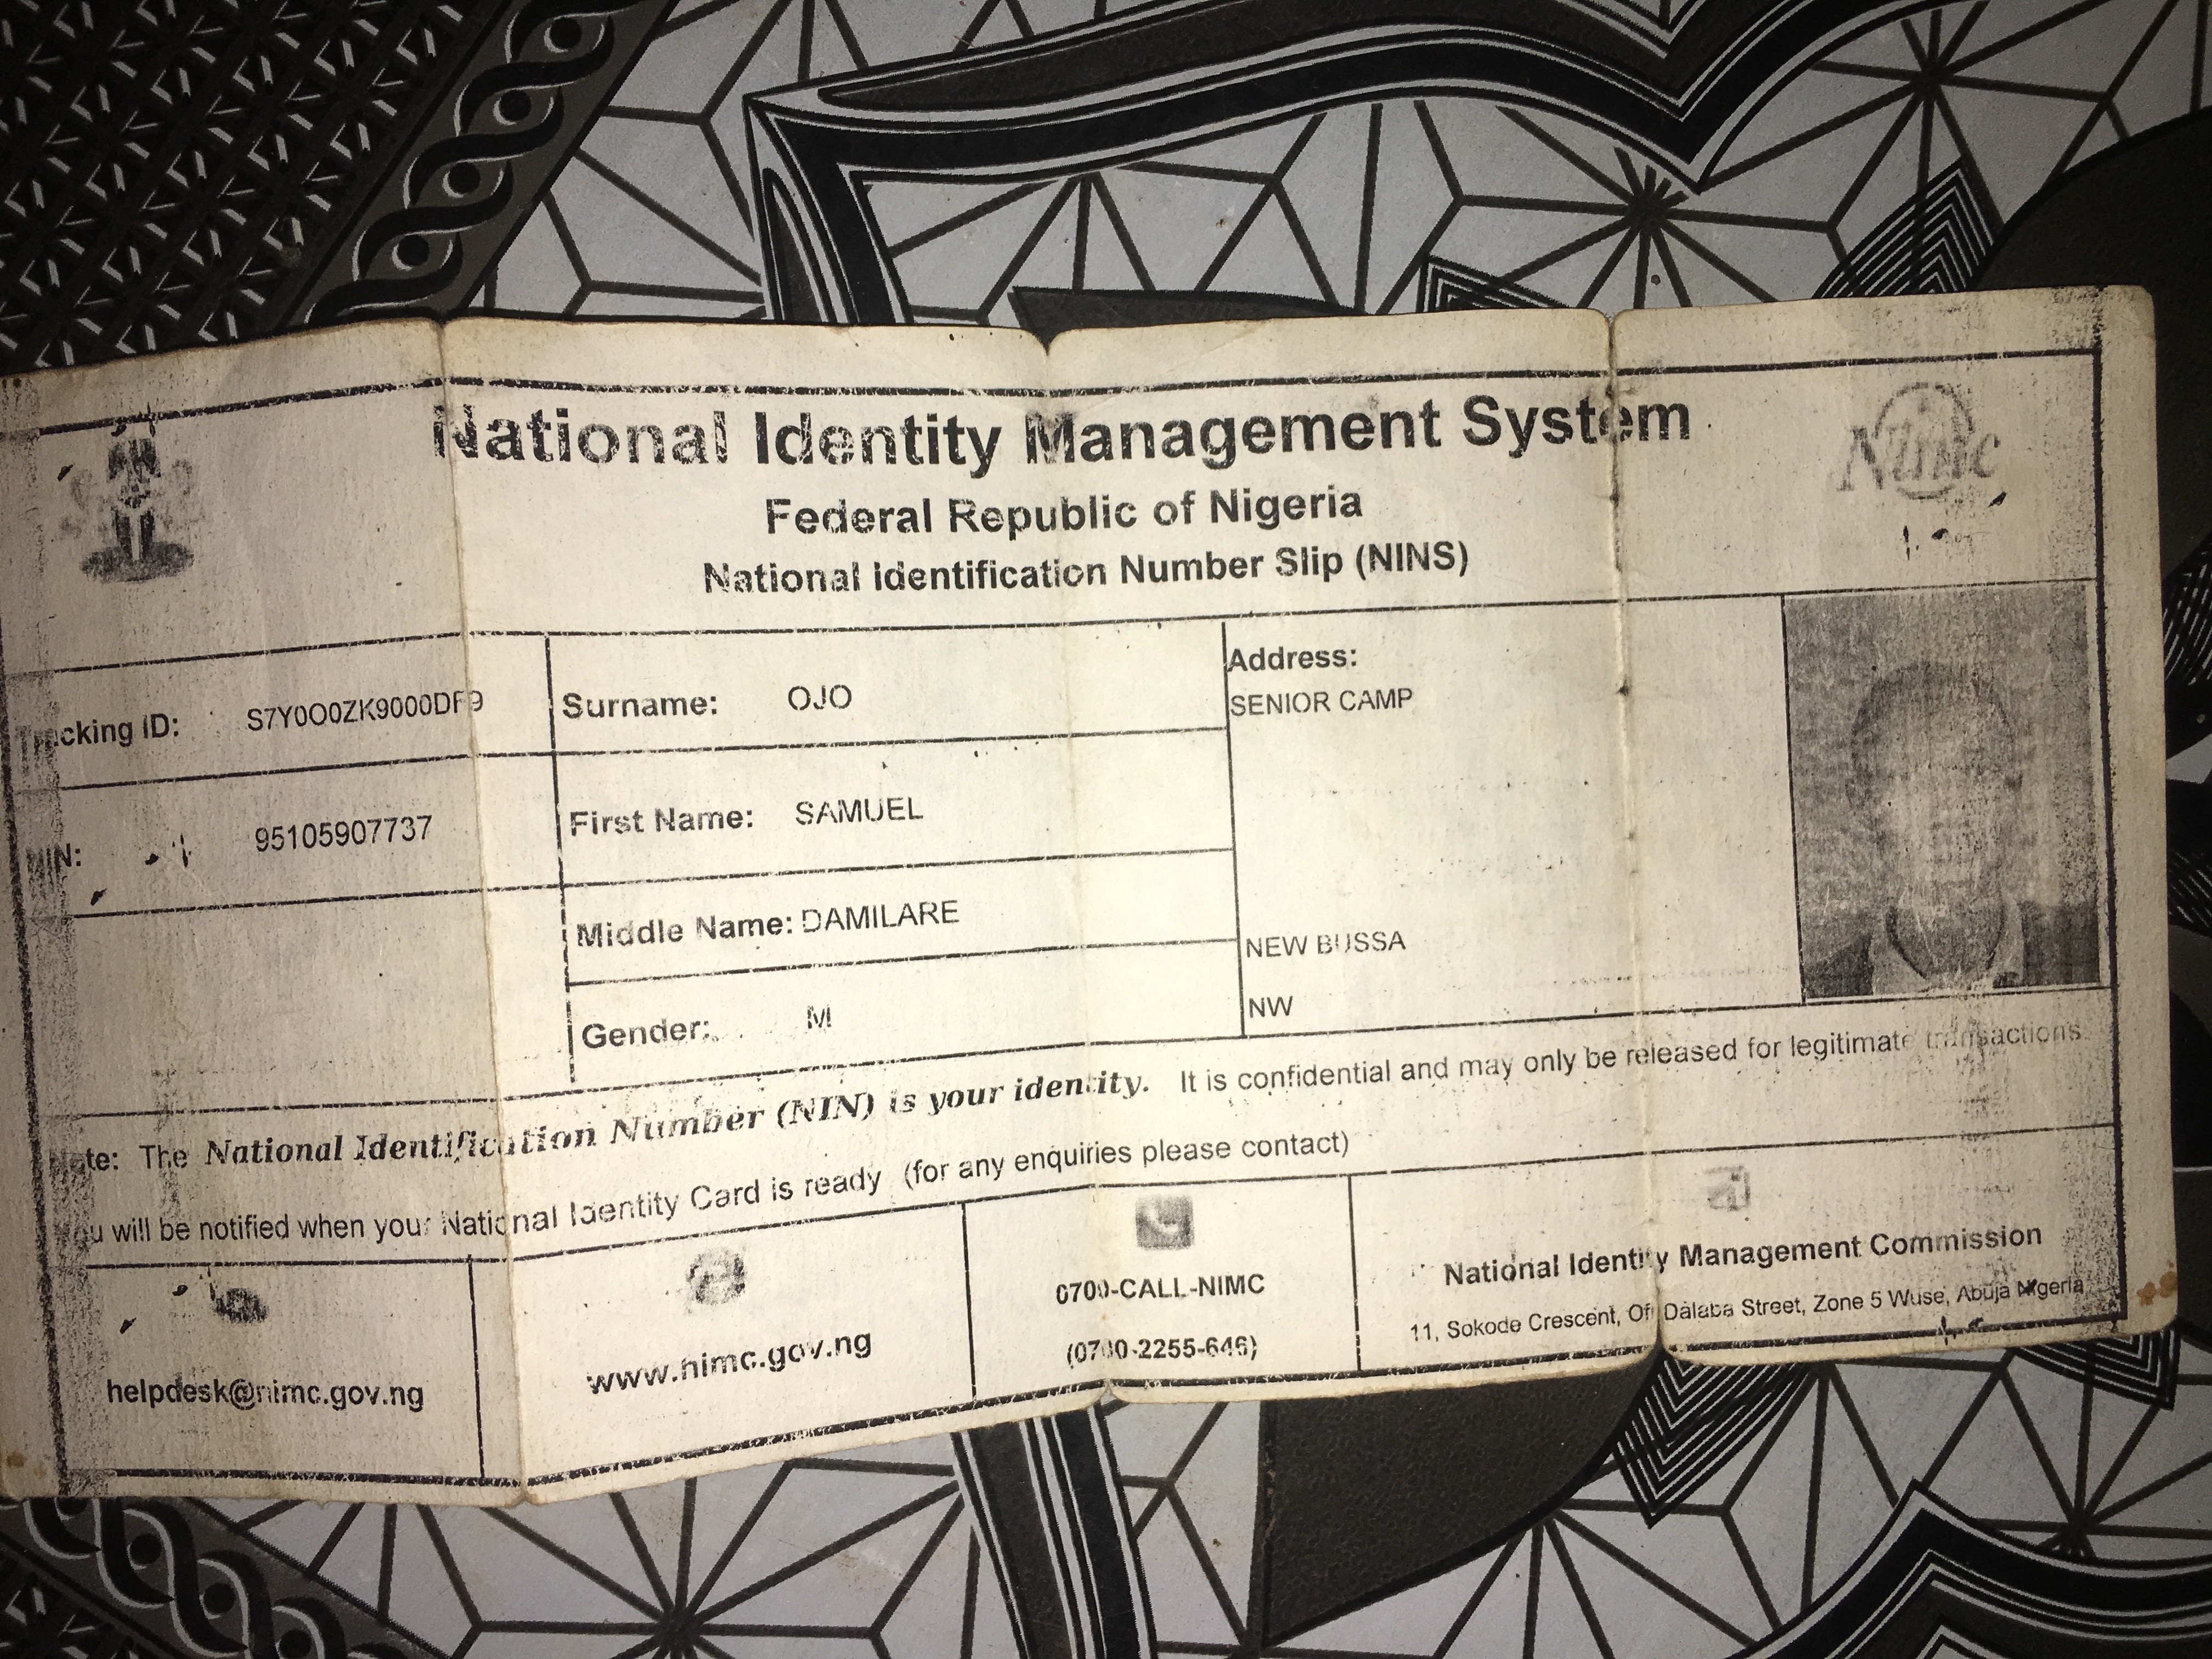 National Identity Management System
Federal Republic of Nigeria
National Identification Number Slip (NINS)
Nimc
Tracking ID: S7Y0O0ZK9000DF9
Surname: OJO
Address:
SENIOR CAMP
NIN: 95105907737
First Name: SAMUEL
Middle Name: DAMILARE
NEW BUSSA
Gender: M
NW
Note: The National Identification Number (NIN) is your identity. It is confidential and may only be released for legitimate transactions.
You will be notified when your National Identity Card is ready (for any enquiries please contact)
helpdesk@nimc.gov.ng
www.nimc.gov.ng
0700-CALL-NIMC
(0700-2255-646)
National Identity Management Commission
11, Sokode Crescent, Off Dalaba Street, Zone 5 Wuse, Abuja Nigeria